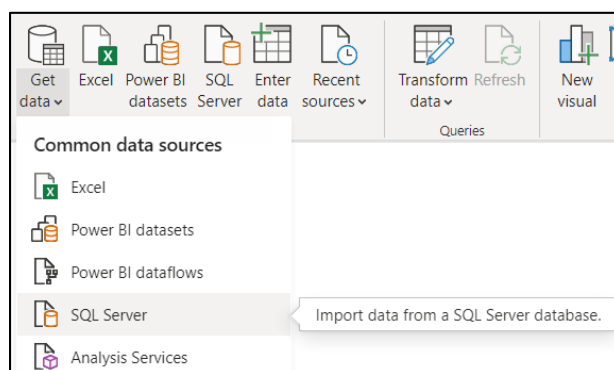 Get data
Excel
Power BI datasets
SQL Server
Enter data
Recent sources
Transform data
Refresh
New visual
Queries
Common data sources
Excel
Power BI datasets
Power BI dataflows
SQL Server
Import data from a SQL Server database.
Analysis Services